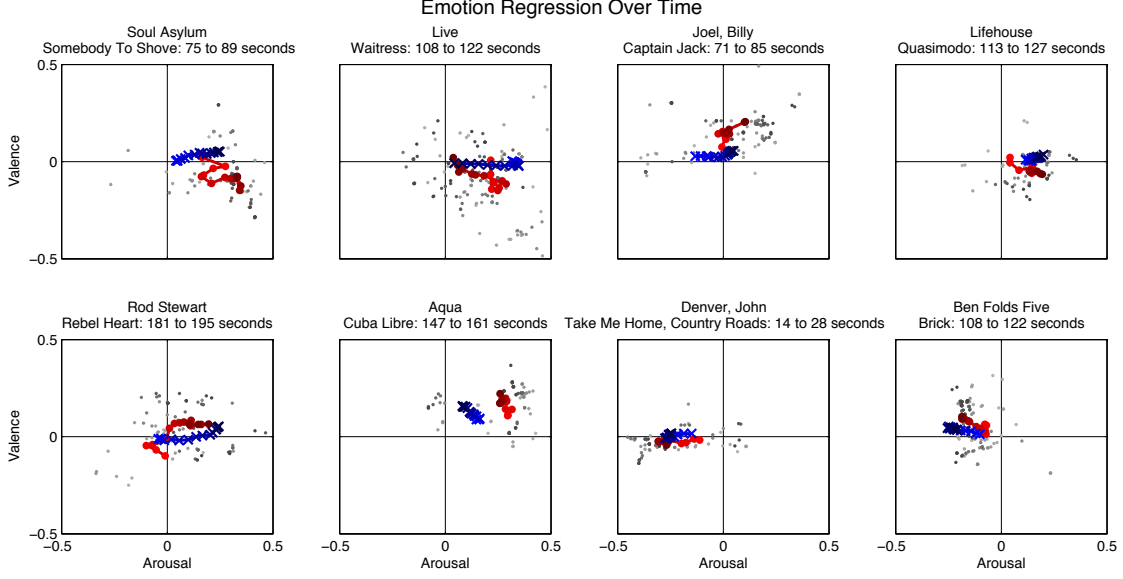 Emotion Regression Over Time
Soul Asylum
Somebody To Shove: 75 to 89 seconds
Live
Waitress: 108 to 122 seconds
Joel, Billy
Captain Jack: 71 to 85 seconds
Lifehouse
Quasimodo: 113 to 127 seconds
0.5
0
−0.5
Valence
Rod Stewart
Rebel Heart: 181 to 195 seconds
Aqua
Cuba Libre: 147 to 161 seconds
Denver, John
Take Me Home, Country Roads: 14 to 28 seconds
Ben Folds Five
Brick: 108 to 122 seconds
0.5
0
−0.5
Valence
−0.5 0 0.5
Arousal
−0.5 0 0.5
Arousal
−0.5 0 0.5
Arousal
−0.5 0 0.5
Arousal